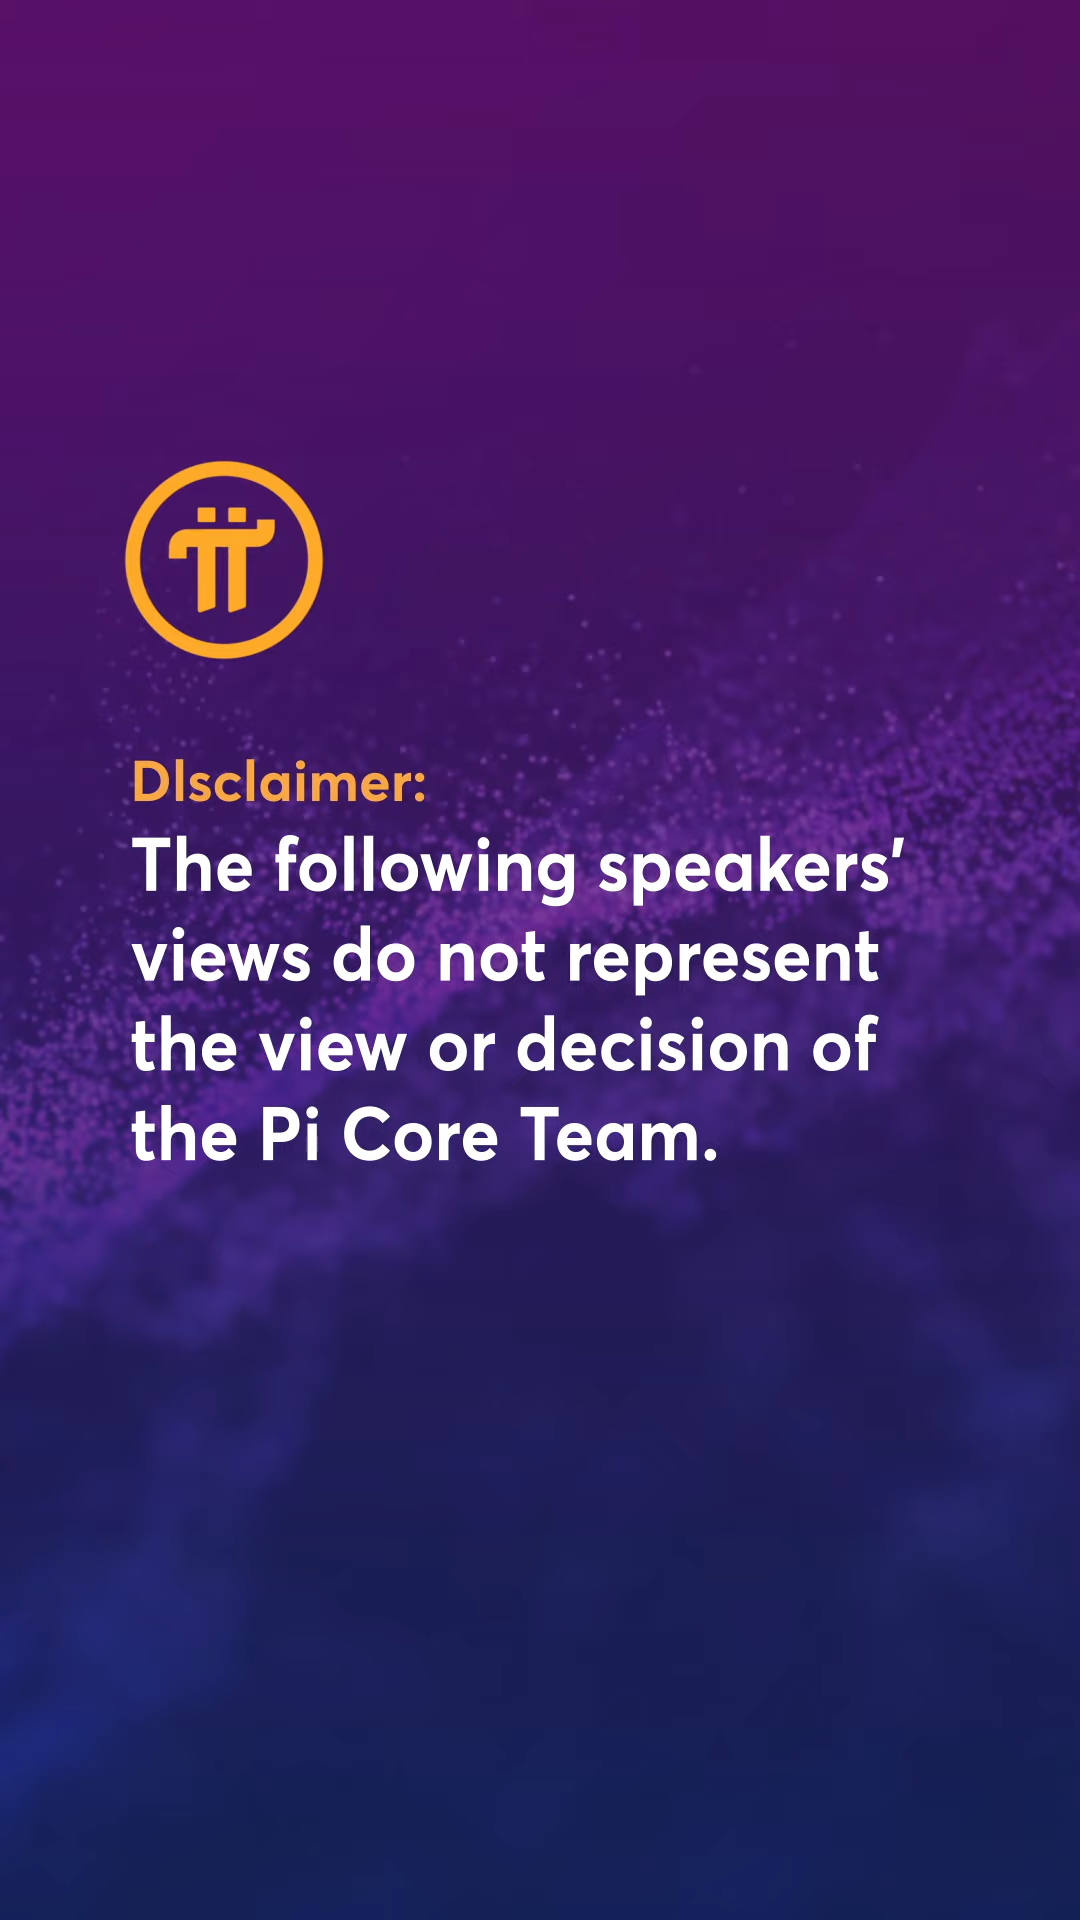 DIsclaimer:
The following speakers’
views do not represent
the view or decision of
the Pi Core Team.